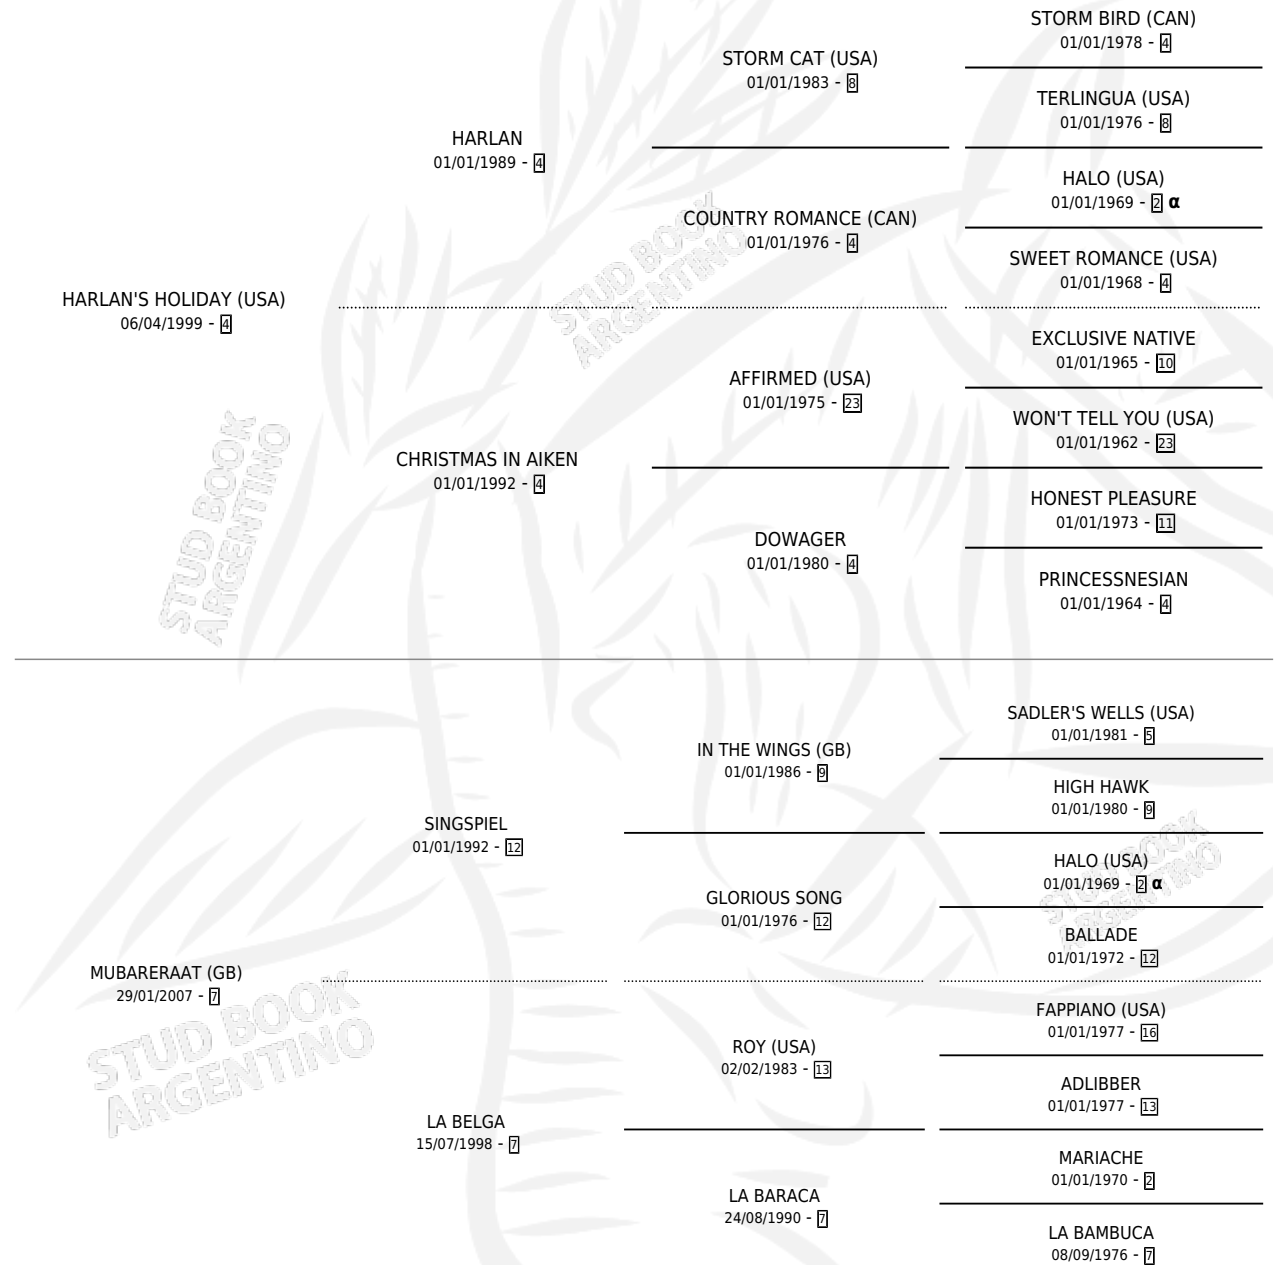 STORM BIRD (CAN)
01/01/1978 - 4
STORM CAT (USA)
01/01/1983 - 8
TERLINGUA (USA)
01/01/1976 - 8
HARLAN
01/01/1989 - 4
HALO (USA)
01/01/1969 - 2 α
COUNTRY ROMANCE (CAN)
01/01/1976 - 4
SWEET ROMANCE (USA)
01/01/1968 - 4
HARLAN'S HOLIDAY (USA)
06/04/1999 - 4
STUD BOOK
ARGENTINO
EXCLUSIVE NATIVE
01/01/1965 - 10
AFFIRMED (USA)
01/01/1975 - 23
WON'T TELL YOU (USA)
01/01/1962 - 23
CHRISTMAS IN AIKEN
01/01/1992 - 4
HONEST PLEASURE
01/01/1973 - 11
DOWAGER
01/01/1980 - 4
PRINCESSNESIAN
01/01/1964 - 4
STUD BOOK
ARGENTINO
SADLER'S WELLS (USA)
01/01/1981 - 5
IN THE WINGS (GB)
01/01/1986 - 9
HIGH HAWK
01/01/1980 - 9
SINGSPIEL
01/01/1992 - 12
HALO (USA)
01/01/1969 - 2 α
GLORIOUS SONG
01/01/1976 - 12
BALLADE
01/01/1972 - 12
STUD BOOK
ARGENTINO
MUBARERAAT (GB)
29/01/2007 - 7
STUD BOOK
ARGENTINO
FAPPIANO (USA)
01/01/1977 - 16
ROY (USA)
02/02/1983 - 13
ADLIBBER
01/01/1977 - 13
LA BELGA
15/07/1998 - 7
MARIACHE
01/01/1970 - 2
LA BARACA
24/08/1990 - 7
LA BAMBUCA
08/09/1976 - 7